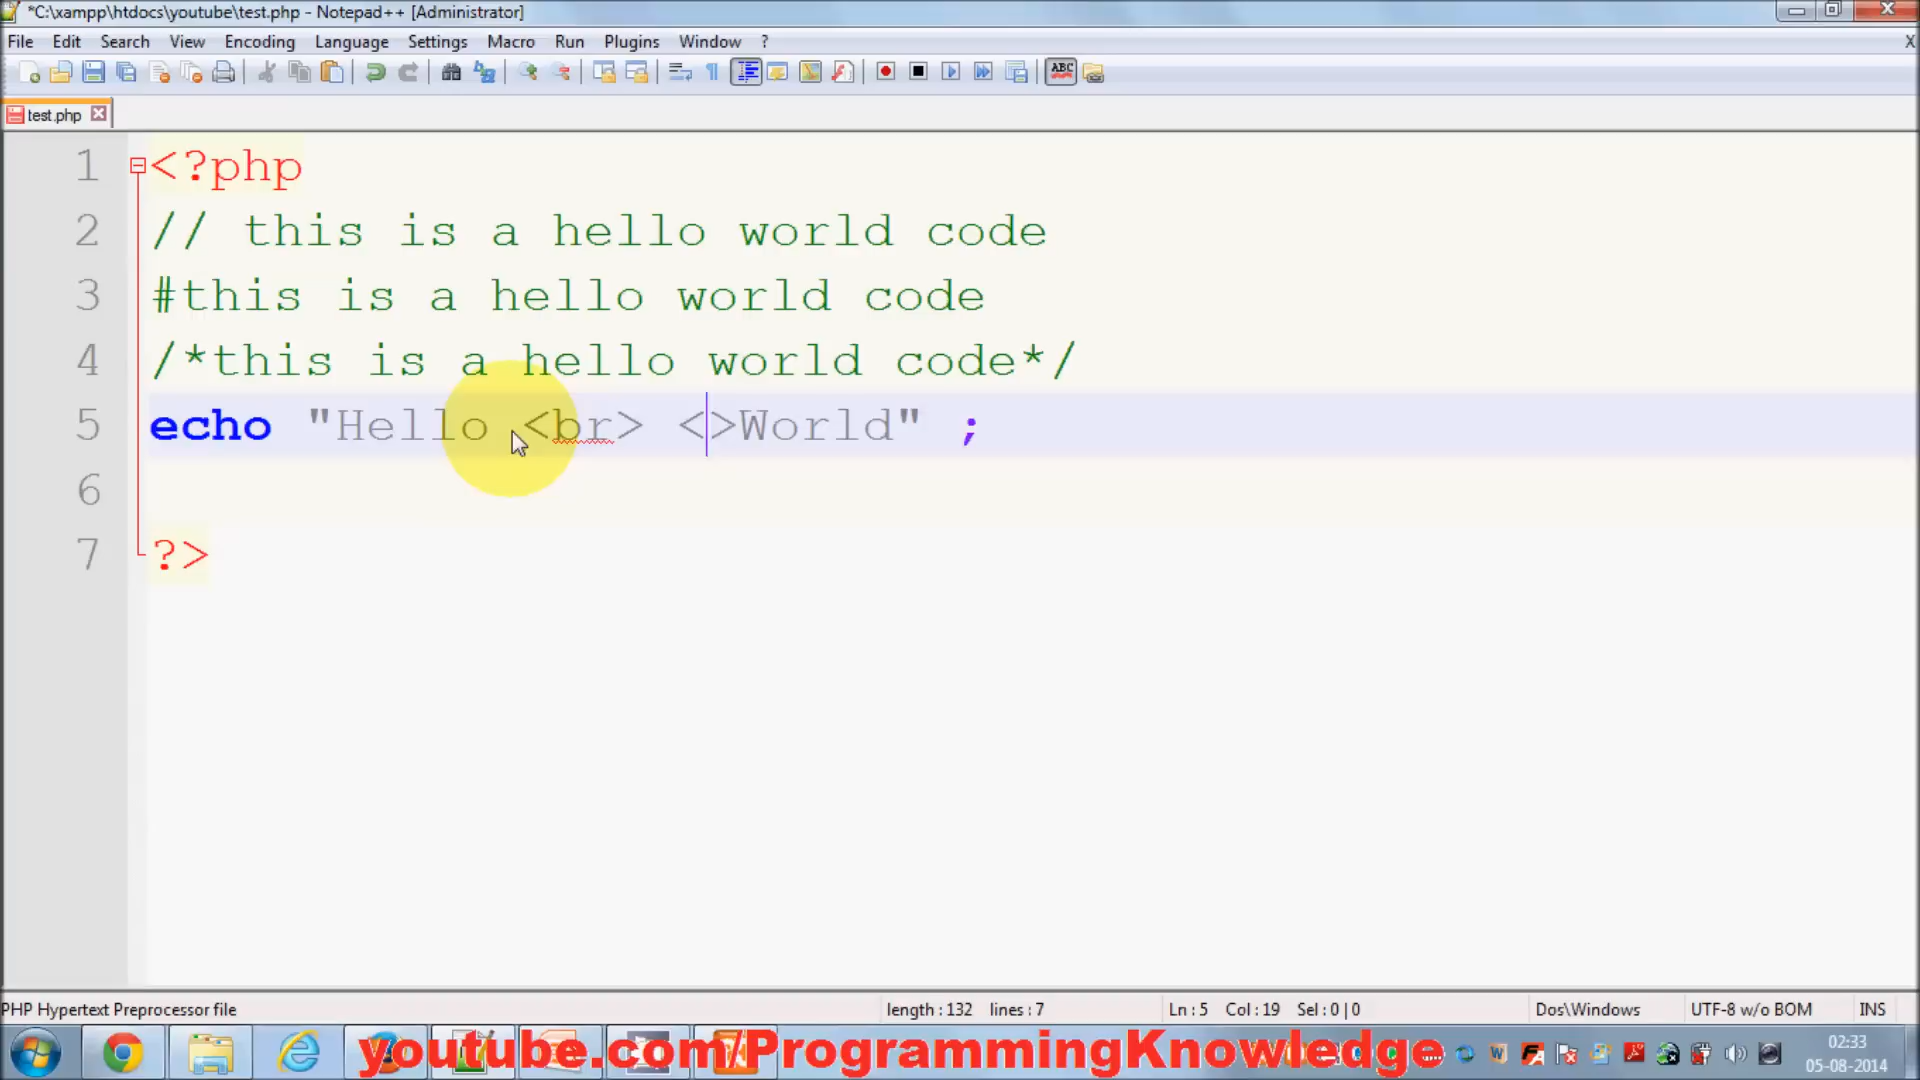 *C:\xampp\htdocs\youtube\test.php - Notepad++ [Administrator]
File Edit Search View Encoding Language Settings Macro Run Plugins Window ? X
ABC
test.php
1 <?php
2 // this is a hello world code
3 #this is a hello world code
4 /*this is a hello world code*/
5 echo "Hello <br> <>World" ;
6
7 ?>
PHP Hypertext Preprocessor file length : 132 lines : 7 Ln : 5 Col : 19 Sel : 0 | 0 Dos\Windows UTF-8 w/o BOM INS
youtube.com/ProgrammingKnowledge
02:33
05-08-2014